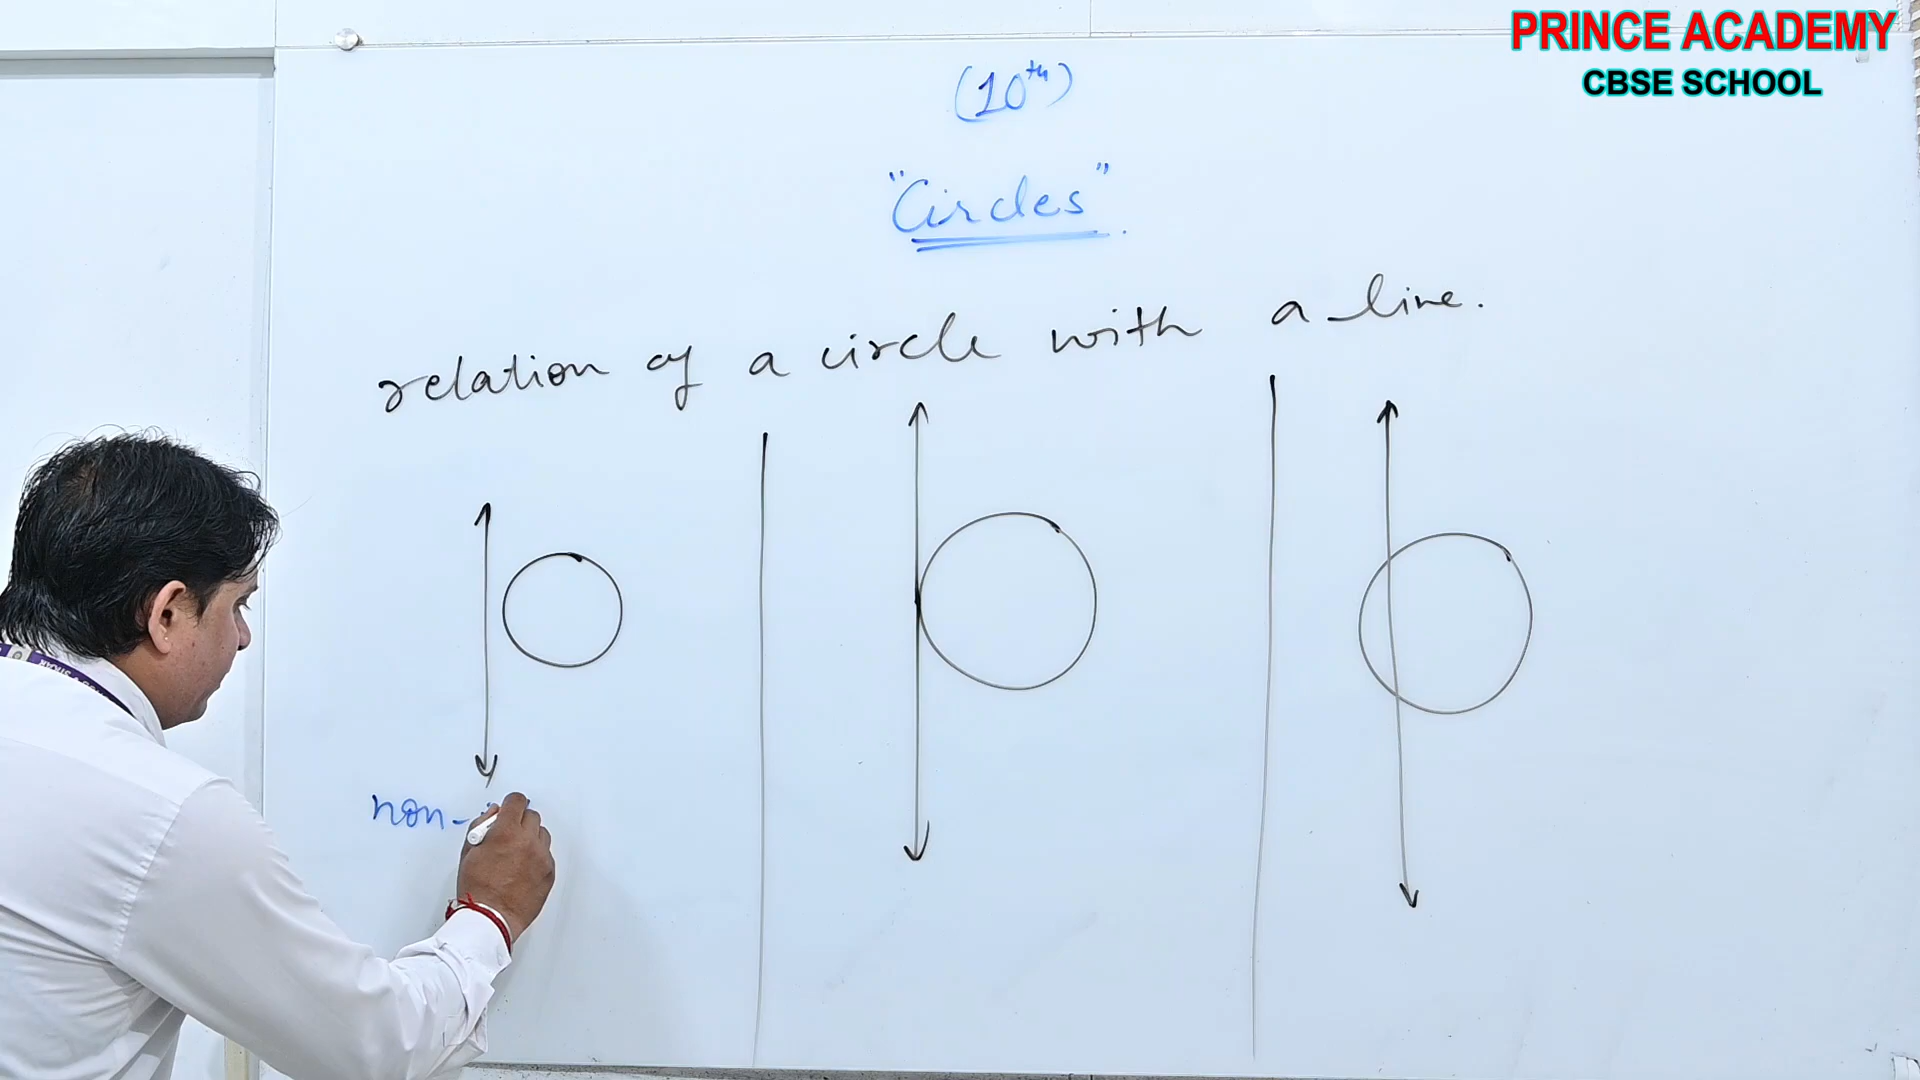 PRINCE ACADEMY
CBSE SCHOOL
(10th)
"Circles".
relation of a circle with a line.
non-